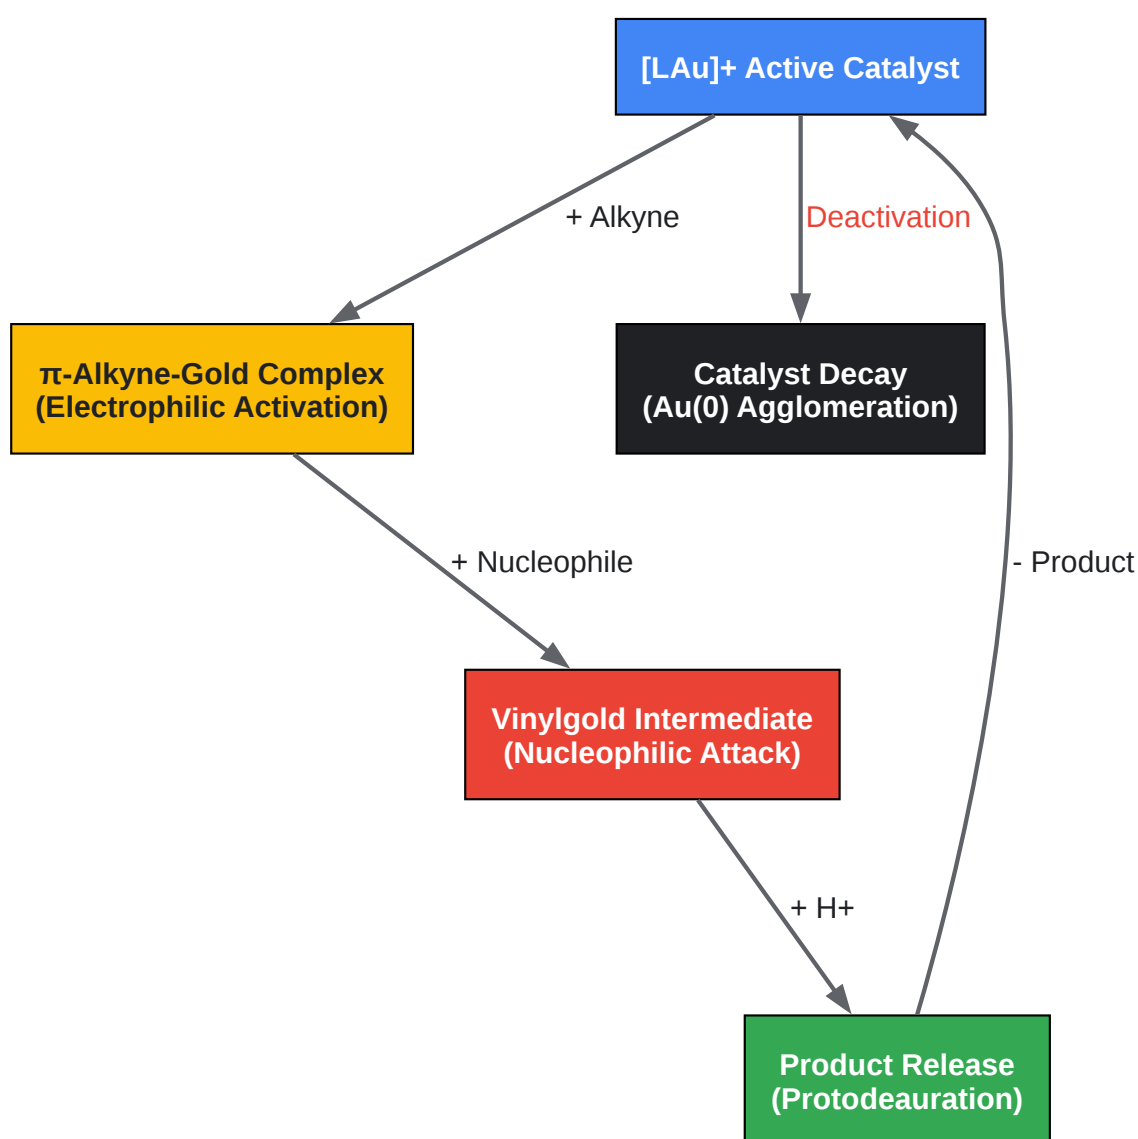 [LAu]+ Active Catalyst
+ Alkyne
Deactivation
π-Alkyne-Gold Complex
(Electrophilic Activation)
Catalyst Decay
(Au(0) Agglomeration)
+ Nucleophile
- Product
Vinylgold Intermediate
(Nucleophilic Attack)
+ H+
Product Release
(Protodeauration)